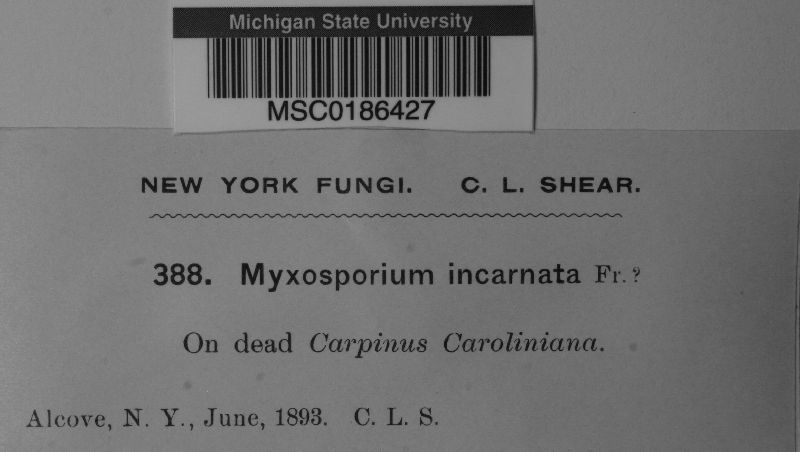 Michigan State University
MSC0186427
NEW YORK FUNGI. C. L. SHEAR.
388. Myxosporium incarnata Fr. ?
On dead Carpinus Caroliniana.
Alcove, N. Y., June, 1893. C. L. S.